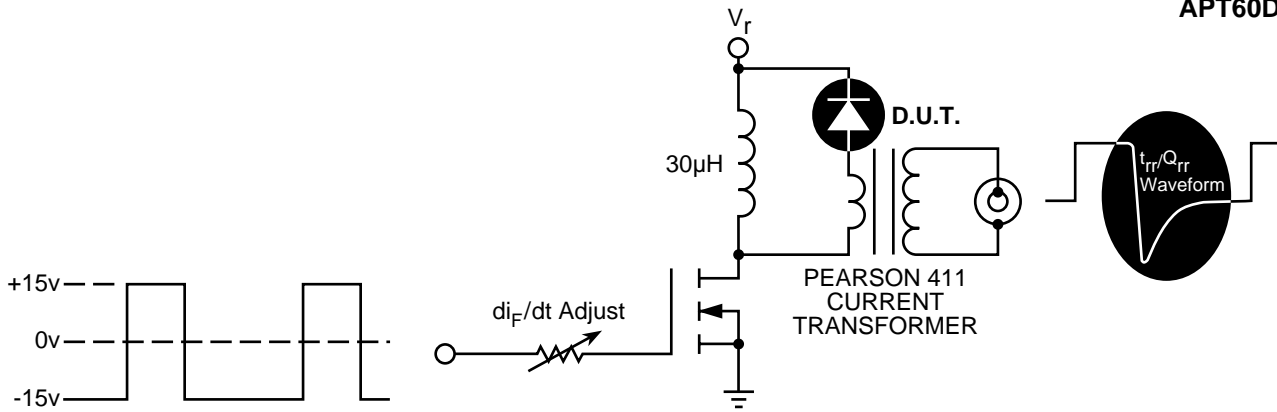 APT60D
Vr
D.U.T.
30µH
trr/Qrr
Waveform
+15v
0v
-15v
diF/dt Adjust
PEARSON 411
CURRENT
TRANSFORMER